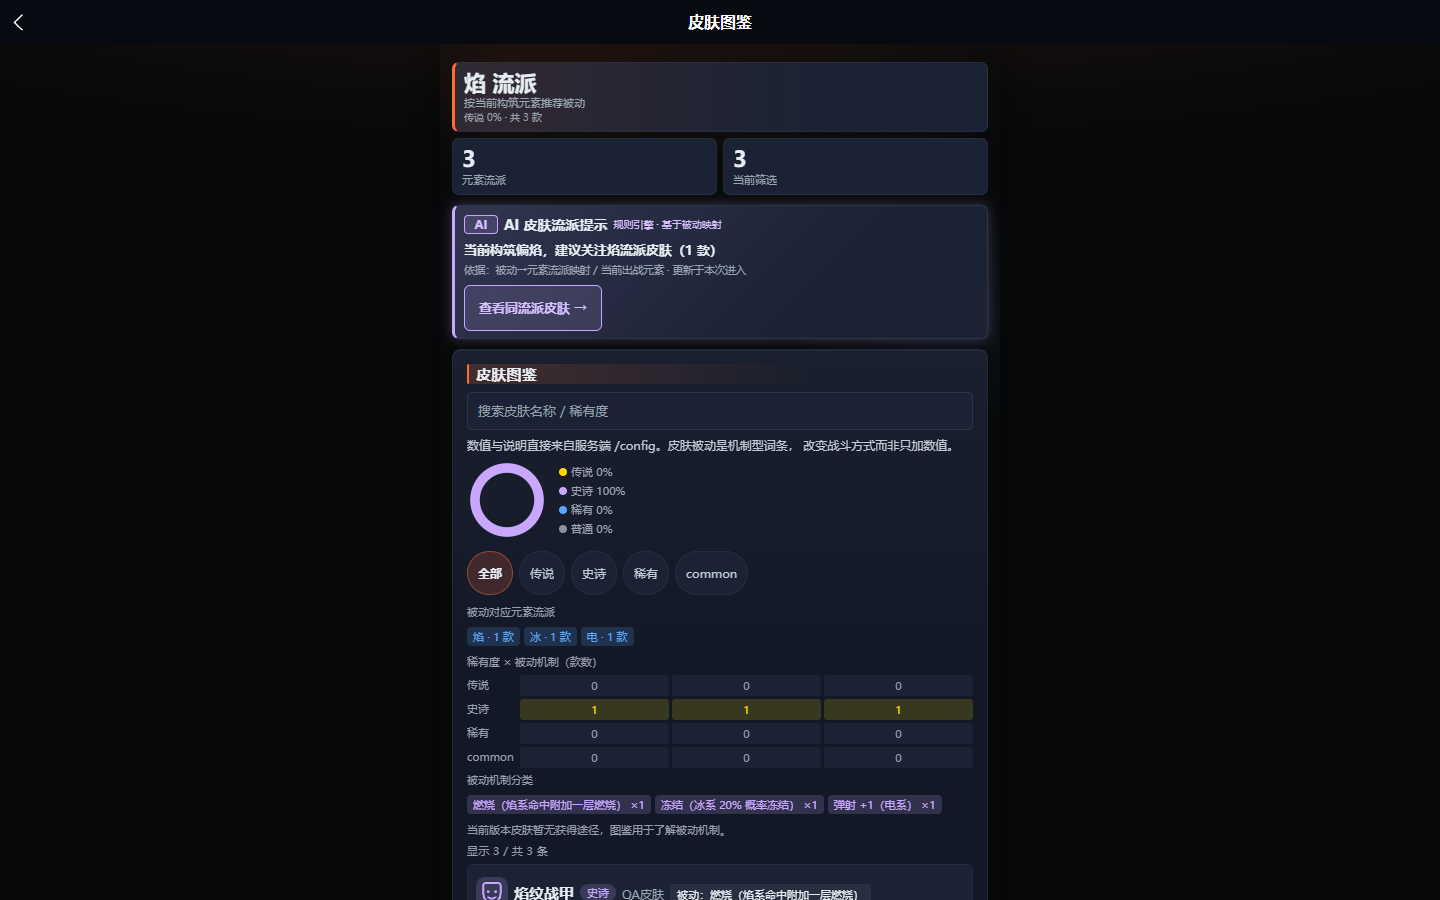 皮肤图鉴
焰 流派
按当前构筑元素推荐被动
传说 0% · 共 3 款
3
元素流派
3
当前筛选
AI AI 皮肤流派提示 规则引擎 · 基于被动映射
当前构筑偏焰，建议关注焰流派皮肤（1 款）
依据：被动→元素流派映射 / 当前出战元素 · 更新于本次进入
查看同流派皮肤 →
皮肤图鉴
搜索皮肤名称 / 稀有度
数值与说明直接来自服务端 /config。皮肤被动是机制型词条， 改变战斗方式而非只加数值。
传说 0%
史诗 100%
稀有 0%
普通 0%
全部 传说 史诗 稀有 common
被动对应元素流派
焰 · 1 款 冰 · 1 款 电 · 1 款
稀有度 × 被动机制（款数）
传说 0 0 0
史诗 1 1 1
稀有 0 0 0
common 0 0 0
被动机制分类
燃烧（焰系命中附加一层燃烧） ×1 冻结（冰系 20% 概率冻结） ×1 弹射 +1（电系） ×1
当前版本皮肤暂无获得途径，图鉴用于了解被动机制。
显示 3 / 共 3 条
焰纹战甲 史诗 QA皮肤 被动：燃烧（焰系命中附加一层燃烧）